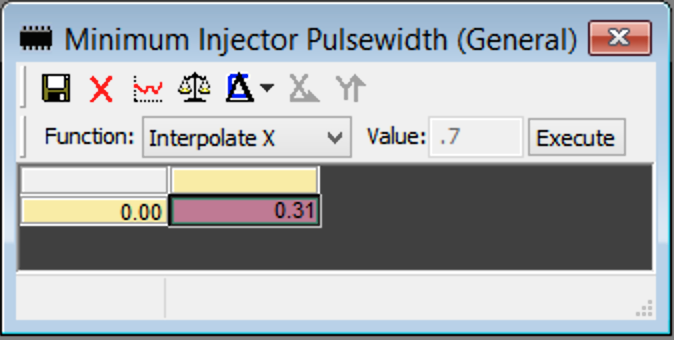 Minimum Injector Pulsewidth (General)
Function: Interpolate X Value: .7 Execute
0.00 0.31